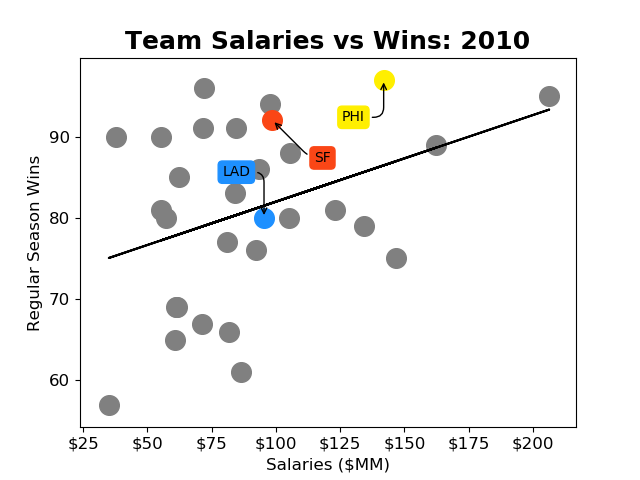 Team Salaries vs Wins: 2010
Regular Season Wins
90
80
70
60
PHI
SF
LAD
$25 $50 $75 $100 $125 $150 $175 $200
Salaries ($MM)